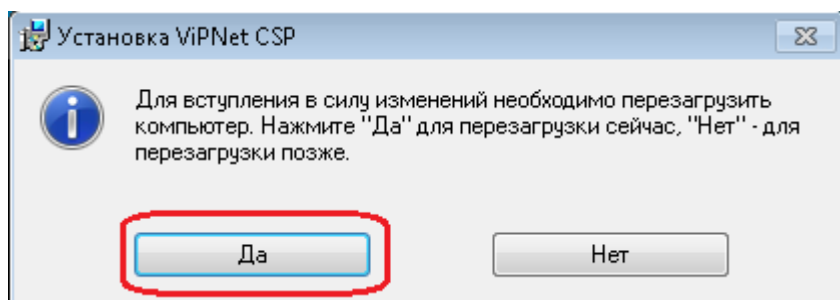 Установка ViPNet CSP
Для вступления в силу изменений необходимо перезагрузить
компьютер. Нажмите "Да" для перезагрузки сейчас, "Нет" - для
перезагрузки позже.
Да
Нет